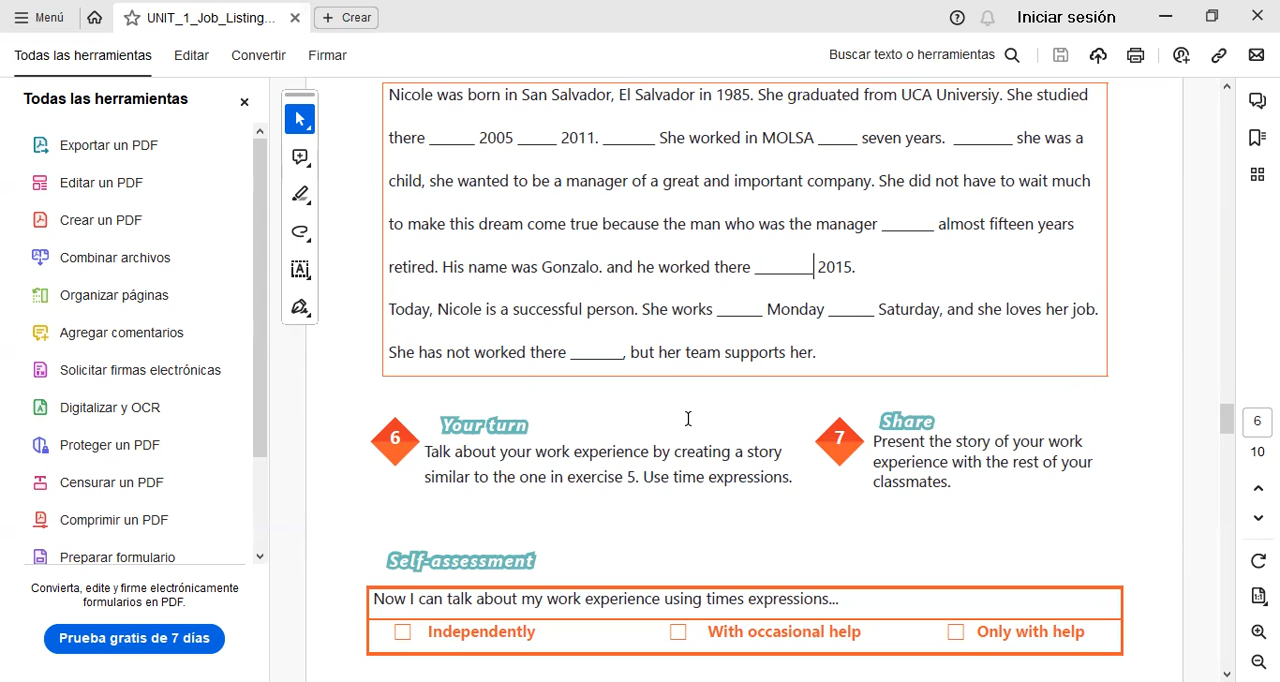 Menú
UNIT_1_Job_Listing...
Crear
Iniciar sesión
Todas las herramientas
Editar
Convertir
Firmar
Buscar texto o herramientas
Todas las herramientas
Exportar un PDF
Editar un PDF
Crear un PDF
Combinar archivos
Organizar páginas
Agregar comentarios
Solicitar firmas electrónicas
Digitalizar y OCR
Proteger un PDF
Censurar un PDF
Comprimir un PDF
Preparar formulario
Convierta, edite y firme electrónicamente
formularios en PDF.
Prueba gratis de 7 días
Nicole was born in San Salvador, El Salvador in 1985. She graduated from UCA Universiy. She studied
there ______ 2005 _____ 2011. _______ She worked in MOLSA _____ seven years. ________ she was a
child, she wanted to be a manager of a great and important company. She did not have to wait much
to make this dream come true because the man who was the manager _______ almost fifteen years
retired. His name was Gonzalo. and he worked there ________ 2015.
Today, Nicole is a successful person. She works ______ Monday ______ Saturday, and she loves her job.
She has not worked there _______, but her team supports her.
6
Your turn
Talk about your work experience by creating a story
similar to the one in exercise 5. Use time expressions.
7
Share
Present the story of your work
experience with the rest of your
classmates.
Self-assessment
Now I can talk about my work experience using times expressions...
Independently
With occasional help
Only with help
6
10